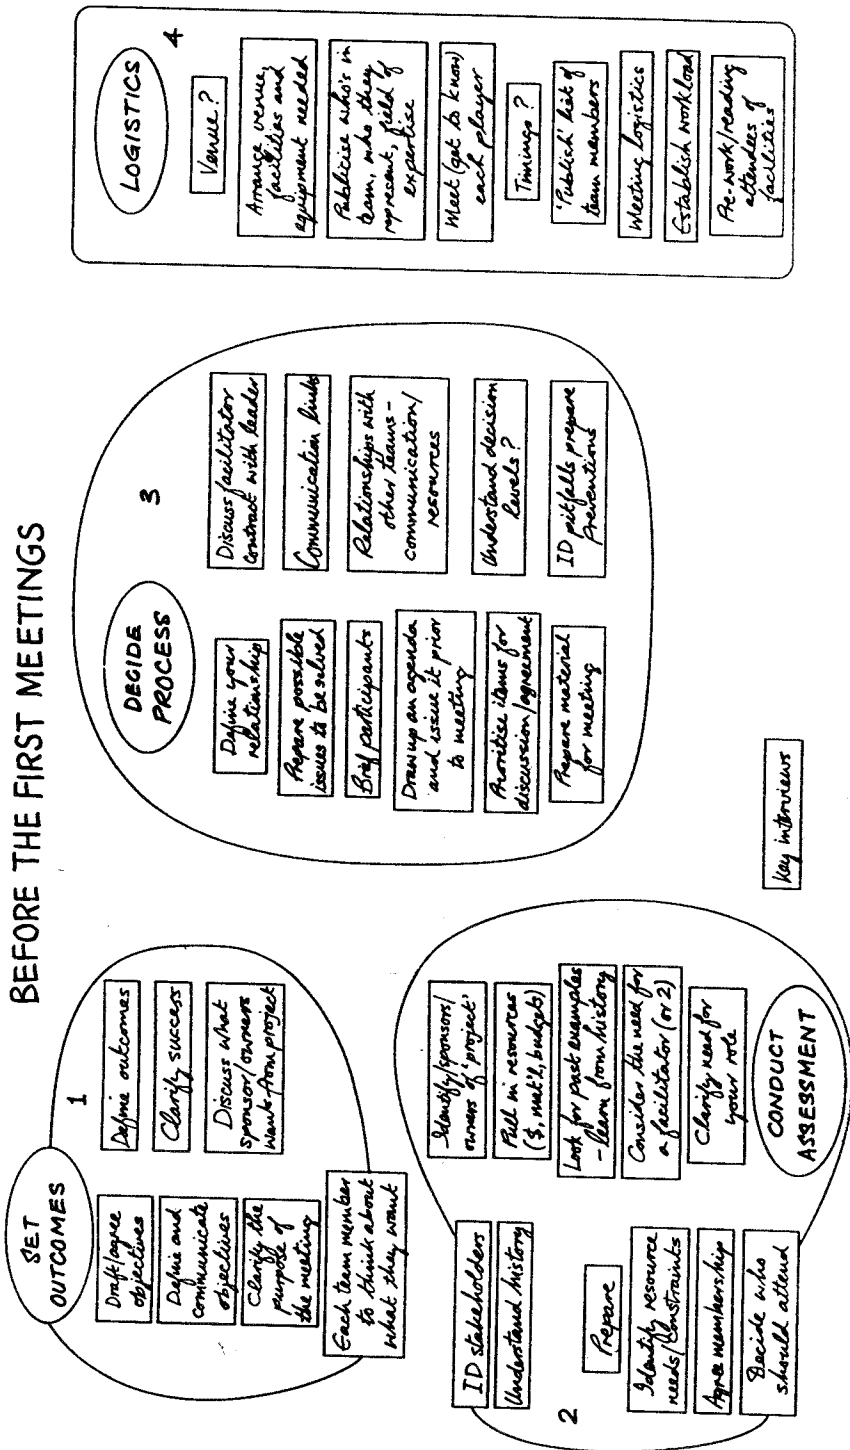 BEFORE THE FIRST MEETINGS
SET
OUTCOMES
1
Draft/agree
objectives
Define and
communicate
objectives
Clarify the
purpose of
the meeting
Each team member
to think about
what they want
Define outcomes
Clarify success
Discuss what
sponsor/owners
want from project
2
ID stakeholders
Understand history
Prepare
Identify resource
needs/constraints
Agree membership
Decide who
should attend
Identify/sponsors/
owners of 'project'
Pull in resources
($, mat'l, budget)
Look for past examples
- learn from history
Consider the need for
a facilitator (or 2)
Clarify need for
your role
CONDUCT
ASSESSMENT
Key interviews
DECIDE
PROCESS
3
Define your
relationship
Prepare possible
issues to be solved
Brief participants
Draw up an agenda
and issue it prior
to meeting
Prioritise items for
discussion/agreement
Prepare material
for meeting
Discuss facilitator
contract with leader
Communication links
Relationships with
other teams -
communication/
resources
Understand decision
levels?
ID pitfalls prepare
preventions
LOGISTICS
4
Venue?
Arrange venue,
facilities and
equipment needed
Publicise who's in
team, who they
represent, field of
expertise
Meet (get to know)
each player
Timings?
'Publish' list of
team members
Meeting logistics
Establish workload
Pre-work/reading
attendees of
facilities